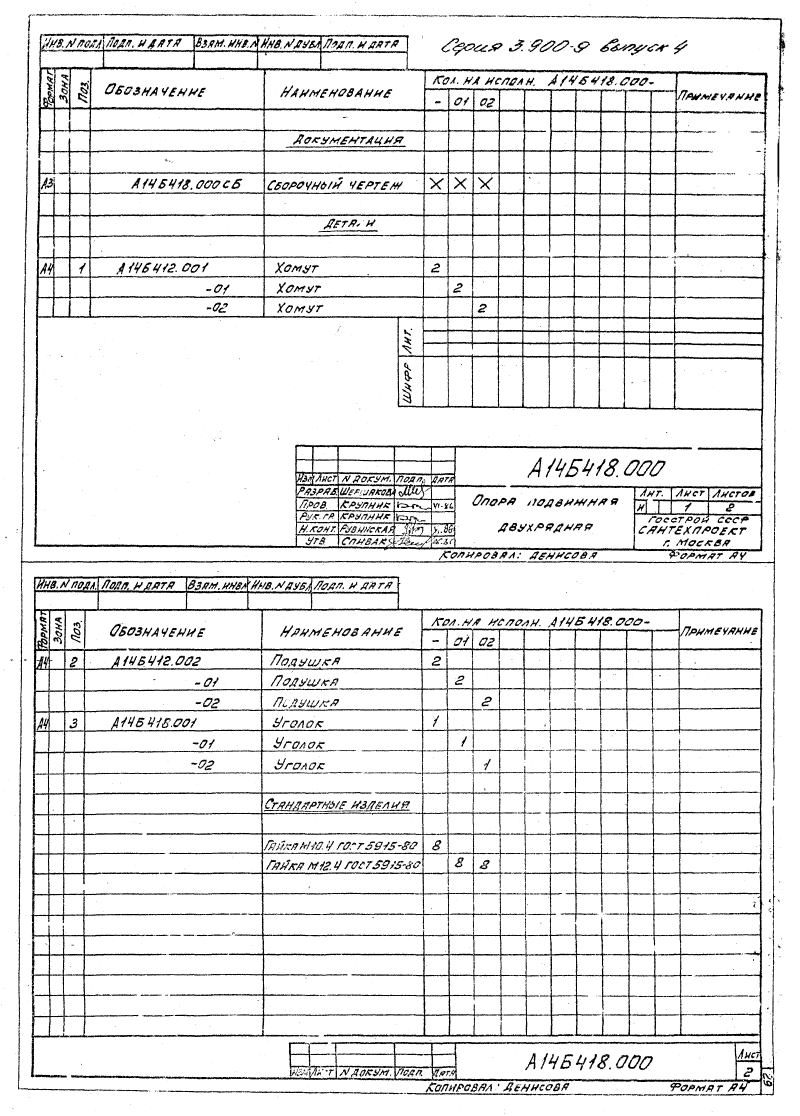 Инв. N подл. Подп. и дата Взам. инв. N Инв. N дубл. Подп. и дата
Серия 3.900-9 выпуск 4
Формат Зона Поз. Обозначение Наименование Кол. на исполн. А14Б418.000- Примечание
- 01 02
Документация
А3 А14Б418.000СБ Сборочный чертеж X X X
Дета и
А4 1 А14Б412.001 Хомут 2
-01 Хомут 2
-02 Хомут 2
Лит.
Шифр
А14Б418.000
Изм Лист N докум. Подп. Дата
Разраб.
Пров. Крупник VI-86
Рук. гр. Крупник
Н.конт. Рувинская
Утв. Спивак
Опора подвижная
двухрядная
Лит. Лист Листов
И 1 2
Госстрой СССР
Сантехпроект
г. Москва
Копировал: Денисова Формат А4
Инв. N подл. Подп. и дата Взам. инв. N Инв. N дубл. Подп. и дата
Формат Зона Поз. Обозначение Наименование Кол. на исполн. А14Б418.000- Примечание
- 01 02
А4 2 А14Б412.002 Подушка 2
-01 Подушка 2
-02 Подушка 2
А4 3 А14Б418.001 Уголок 1
-01 Уголок 1
-02 Уголок 1
Стандартные изделия
Гайка М10.4 ГОСТ 5915-80 8
Гайка М12.4 ГОСТ 5915-80 8 8
Изм Лист N докум. Подп. Дата
А14Б418.000
Лист
2
Копировал: Денисова Формат А4
62